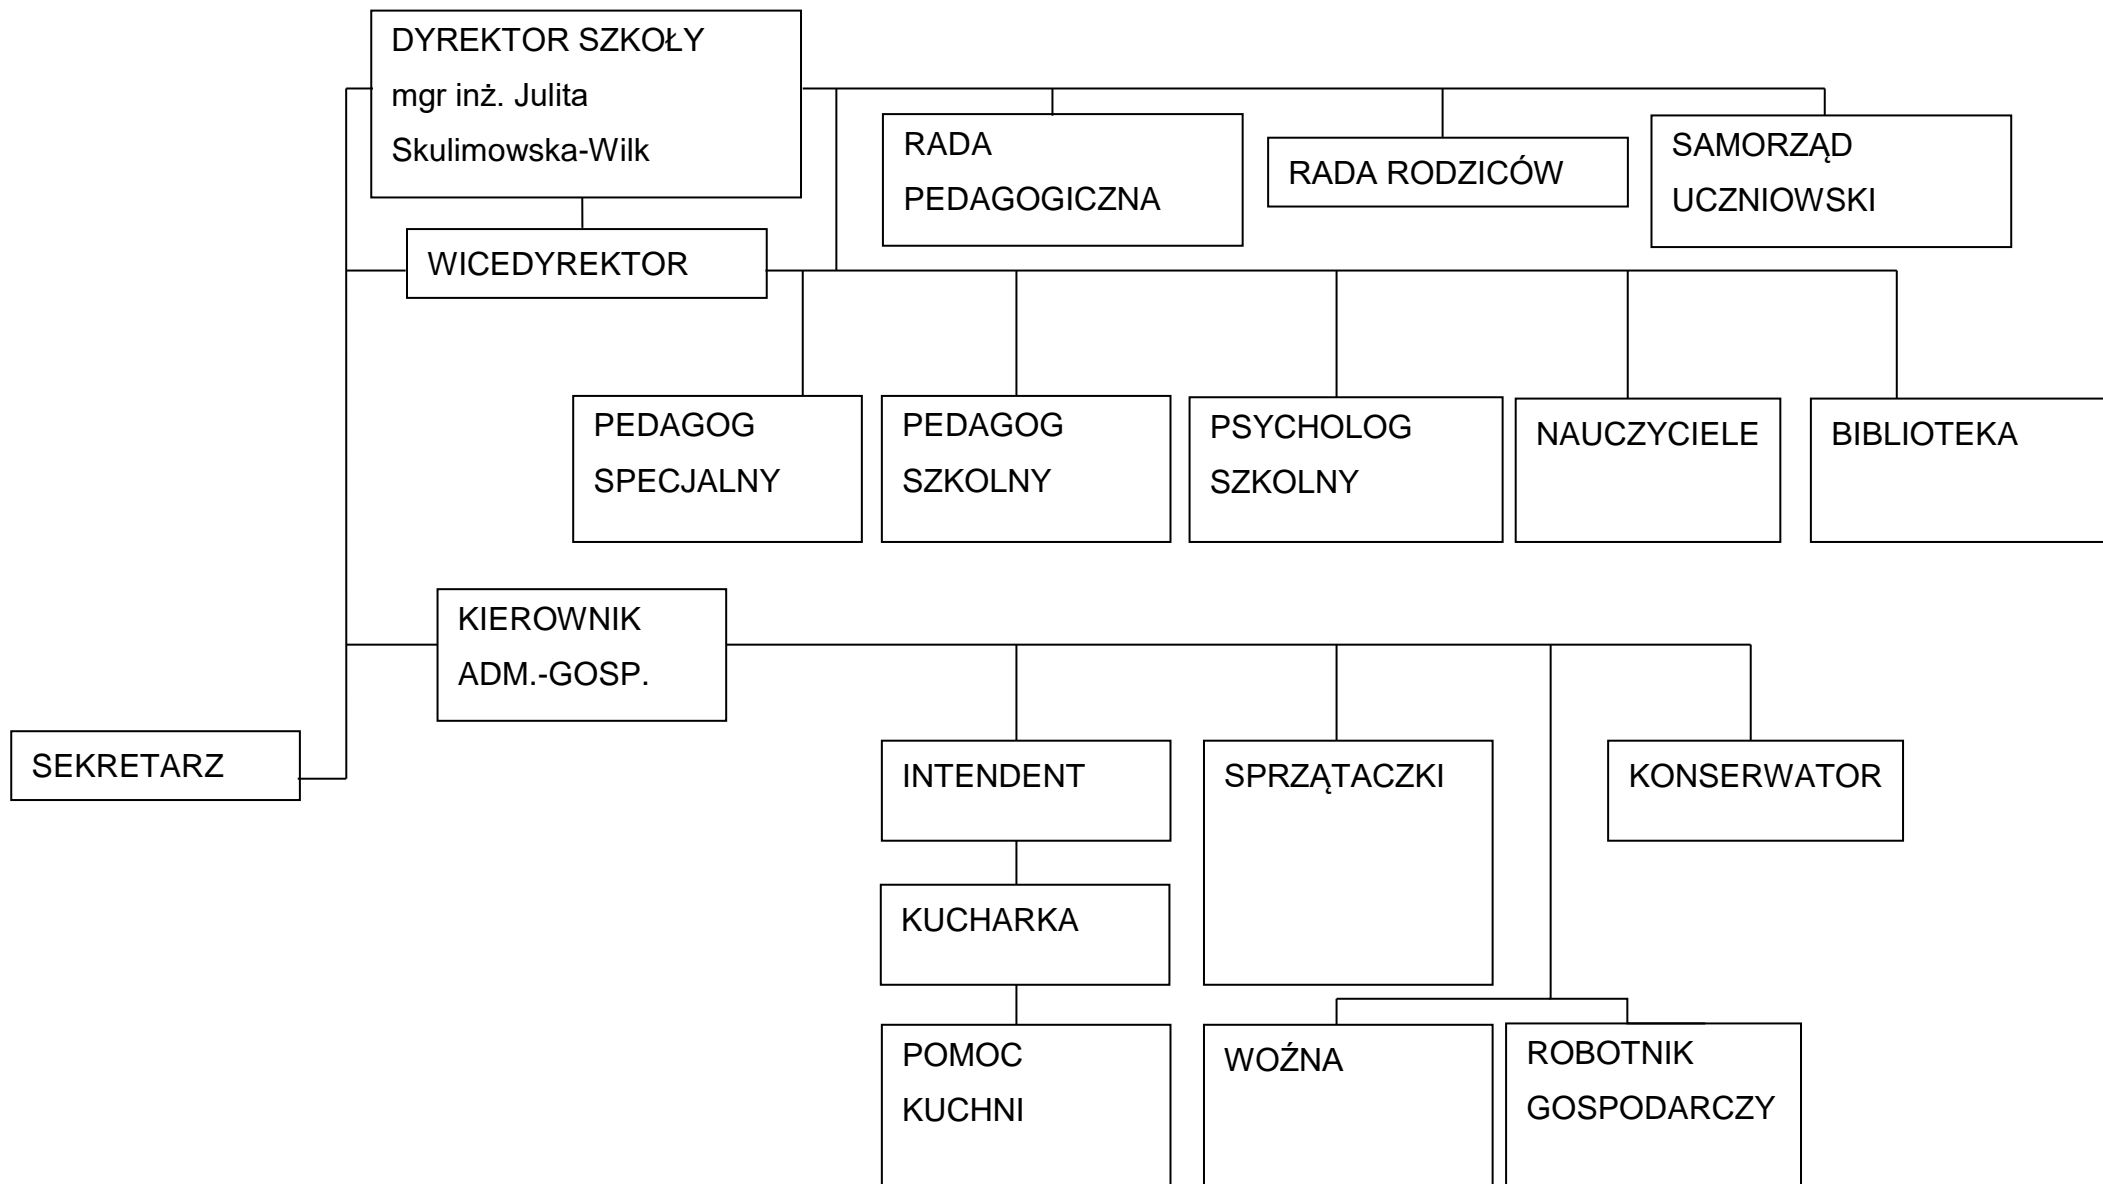 DYREKTOR SZKOŁY
mgr inż. Julita
Skulimowska-Wilk
RADA
PEDAGOGICZNA
RADA RODZICÓW
SAMORZĄD
UCZNIOWSKI
WICEDYREKTOR
PEDAGOG
SPECJALNY
PEDAGOG
SZKOLNY
PSYCHOLOG
SZKOLNY
NAUCZYCIELE
BIBLIOTEKA
KIEROWNIK
ADM.-GOSP.
SEKRETARZ
INTENDENT
SPRZĄTACZKI
KONSERWATOR
KUCHARKA
POMOC
KUCHNI
WOŹNA
ROBOTNIK
GOSPODARCZY